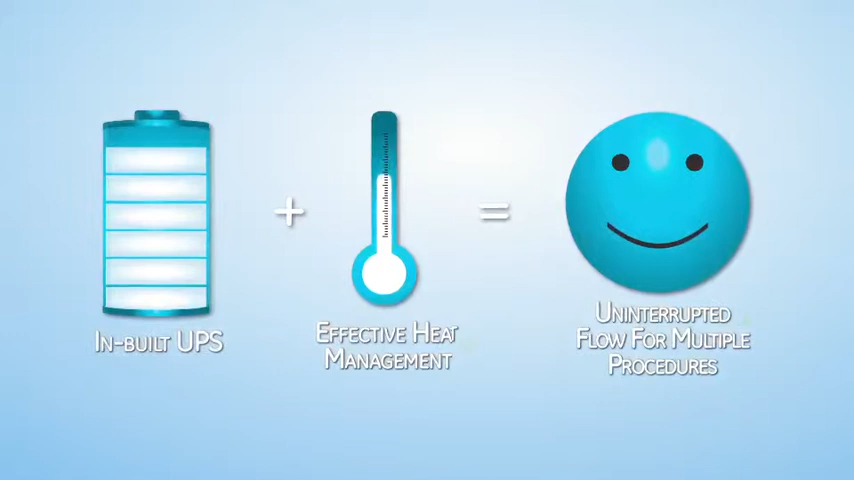 +
=
In-built UPS
Effective Heat
Management
Uninterrupted
Flow For Multiple
Procedures